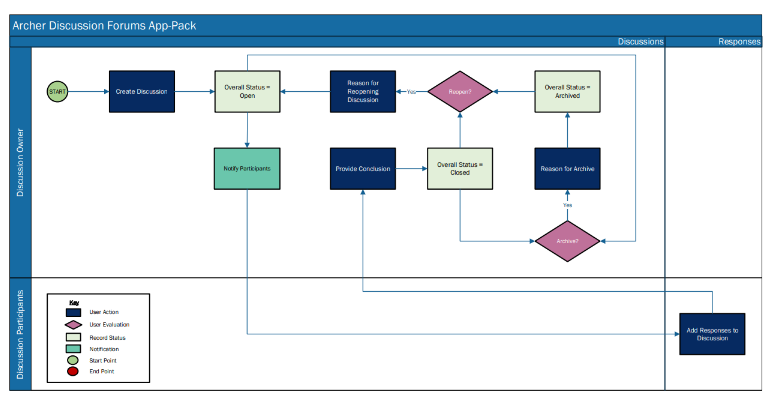 Archer Discussion Forums App-Pack
Discussions
Responses
Discussion Owner
START
Create Discussion
Overall Status =
Open
Reason for
Reopening
Discussion
Yes
Reopen?
Overall Status =
Archived
Notify Participants
Provide Conclusion
Overall Status =
Closed
Reason for Archive
Yes
Archive?
Discussion Participants
Key
User Action
User Evaluation
Record Status
Notification
Start Point
End Point
Add Responses to
Discussion